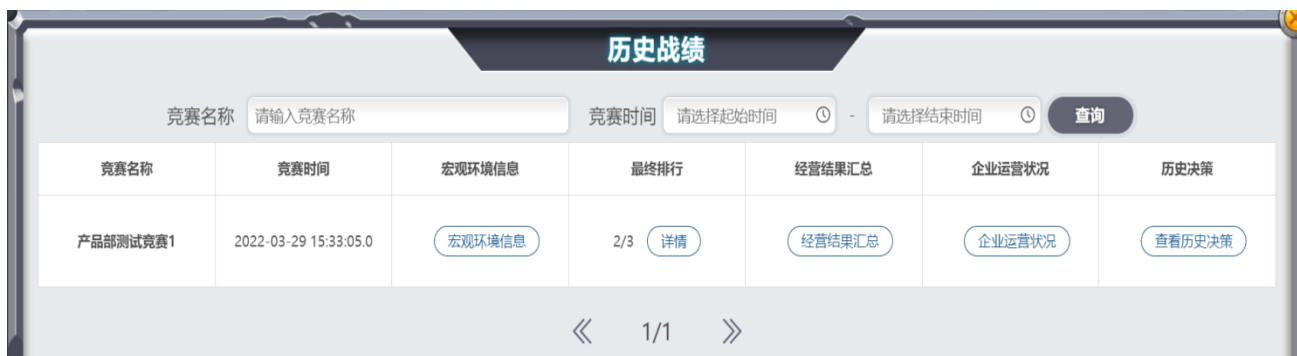 历史战绩
竞赛名称 请输入竞赛名称 竞赛时间 请选择起始时间 - 请选择结束时间 查询
竞赛名称 竞赛时间 宏观环境信息 最终排行 经营结果汇总 企业运营状况 历史决策
产品部测试竞赛1 2022-03-29 15:33:05.0 宏观环境信息 2/3 详情 经营结果汇总 企业运营状况 查看历史决策
1/1